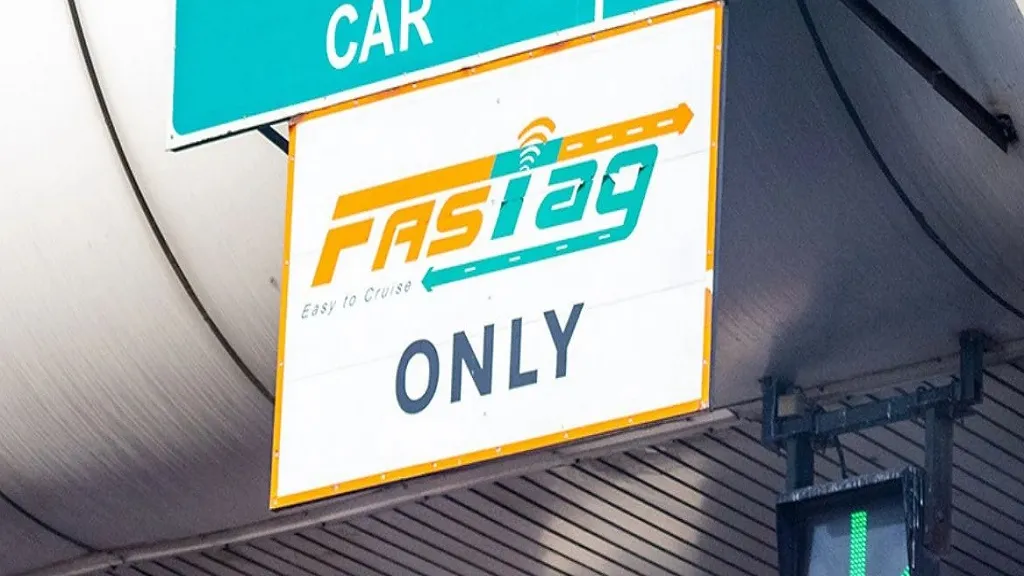 CAR
FASTag
Easy to Cruise
ONLY